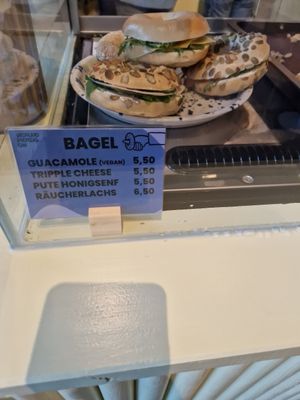 BAGEL
GUACAMOLE (VEGAN) 5,50
TRIPPLE CHEESE 5,50
PUTE HONIGSENF 5,50
RÄUCHERLACHS 6,50